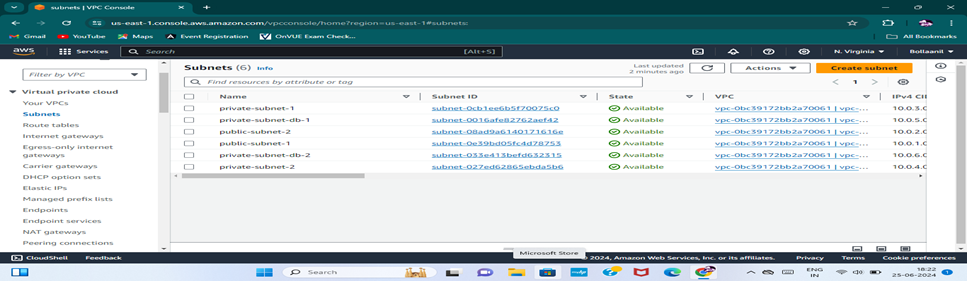 subnets | VPC Console
us-east-1.console.aws.amazon.com/vpcconsole/home?region=us-east-1#subnets:
Gmail YouTube Maps Event Registration OnVUE Exam Check... All Bookmarks
aws Services Search [Alt+S] N. Virginia Bollaanil
Filter by VPC
Virtual private cloud
Your VPCs
Subnets
Route tables
Internet gateways
Egress-only internet
gateways
Carrier gateways
DHCP option sets
Elastic IPs
Managed prefix lists
Endpoints
Endpoint services
NAT gateways
Peering connections
Subnets (6) Info
Last updated
2 minutes ago
Actions
Create subnet
Find resources by attribute or tag
1
Name Subnet ID State VPC IPv4 CI
private-subnet-1 subnet-0cb1ee6b5f70075c0 Available vpc-0bc39172bb2a70061 | vpc-... 10.0.3.0
private-subnet-db-1 subnet-0016afe82762aef42 Available vpc-0bc39172bb2a70061 | vpc-... 10.0.5.0
public-subnet-2 subnet-08ad9a6140171616e Available vpc-0bc39172bb2a70061 | vpc-... 10.0.2.0
public-subnet-1 subnet-0e39bd05fc4d78753 Available vpc-0bc39172bb2a70061 | vpc-... 10.0.1.0
private-subnet-db-2 subnet-033e413befd632315 Available vpc-0bc39172bb2a70061 | vpc-... 10.0.6.0
private-subnet-2 subnet-027ed62865ebda5b6 Available vpc-0bc39172bb2a70061 | vpc-... 10.0.4.0
Microsoft Store
CloudShell Feedback 2024, Amazon Web Services, Inc. or its affiliates. Privacy Terms Cookie preferences
Search
ENG
IN
18:22
25-06-2024